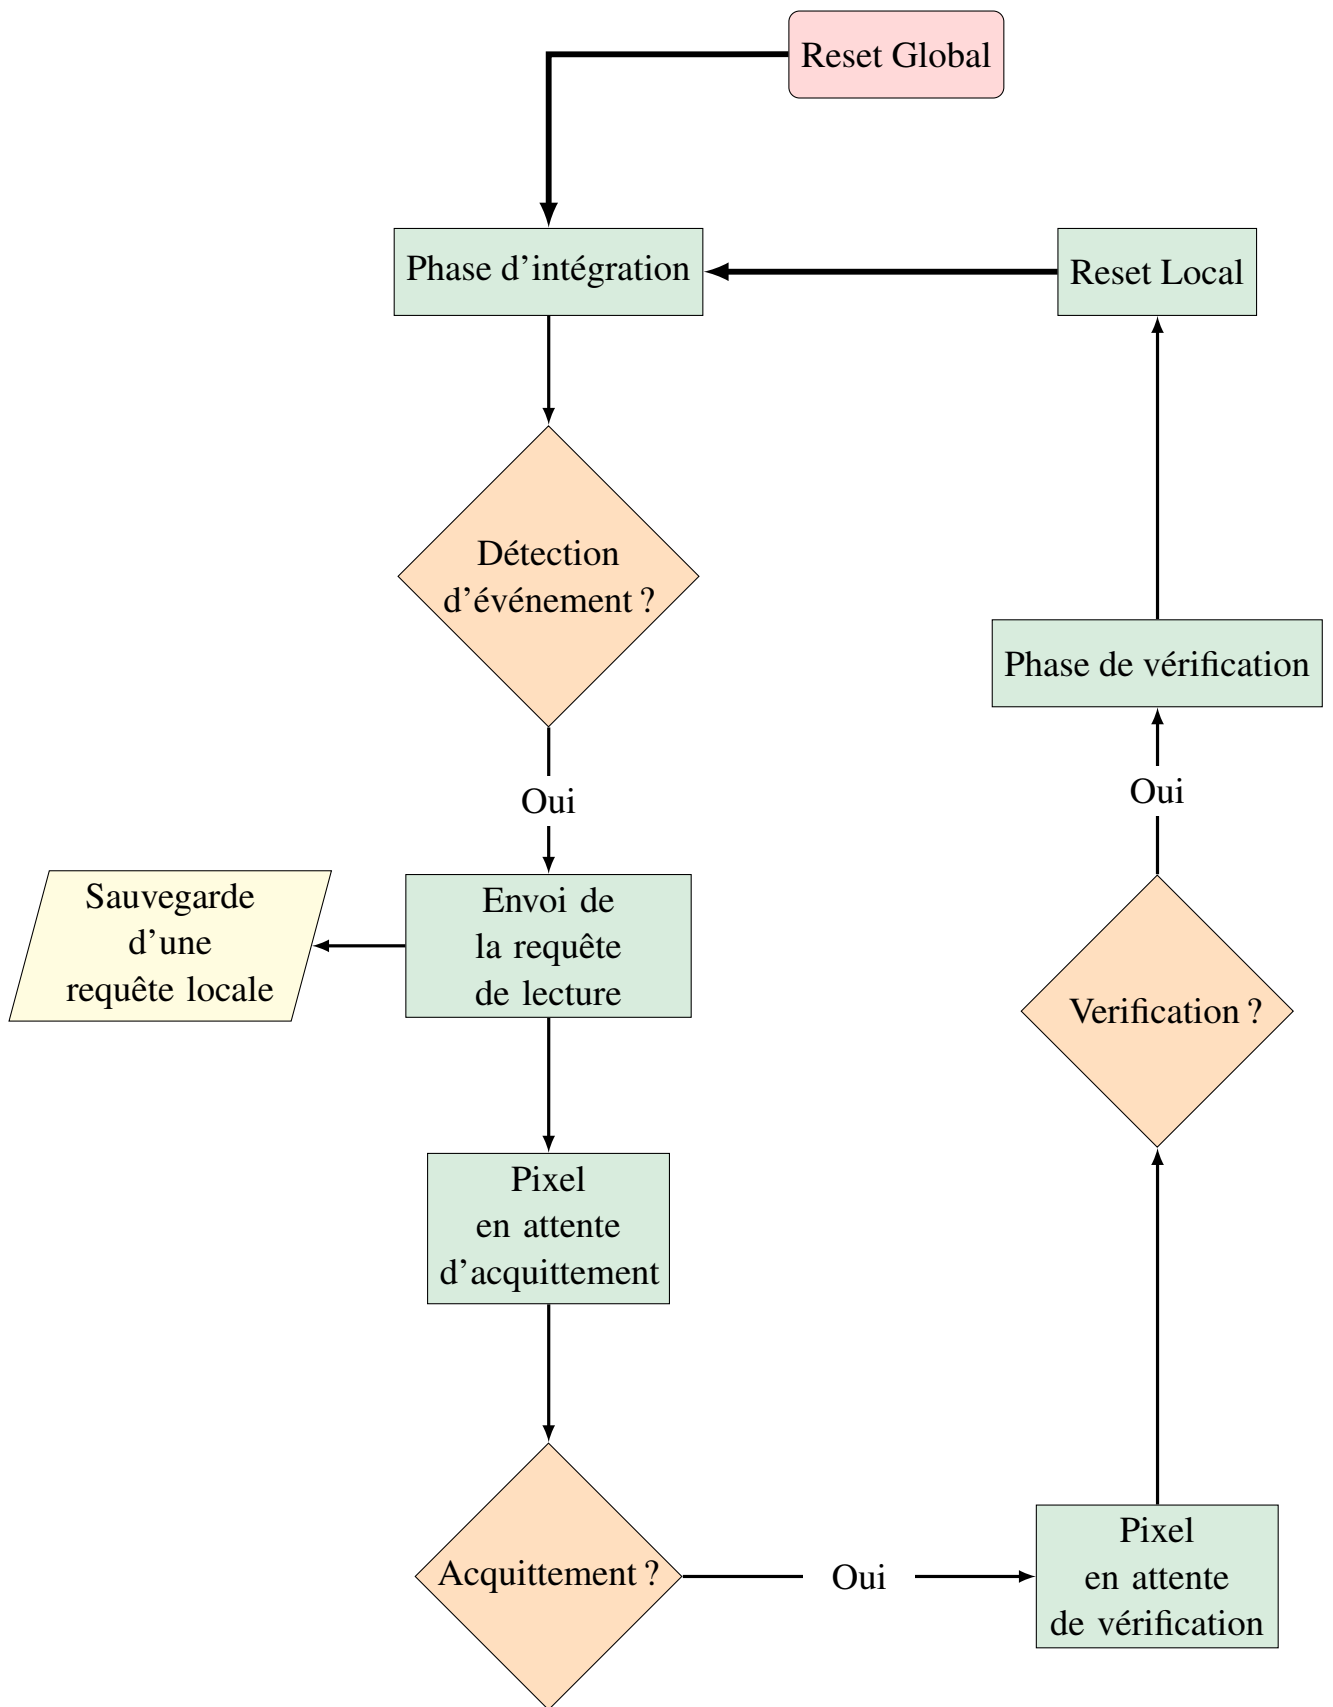 Reset Global
Phase d'intégration
Reset Local
Détection
d'événement ?
Phase de vérification
Oui
Oui
Sauvegarde
d'une
requête locale
Envoi de
la requête
de lecture
Verification ?
Pixel
en attente
d'acquittement
Acquittement ?
Oui
Pixel
en attente
de vérification